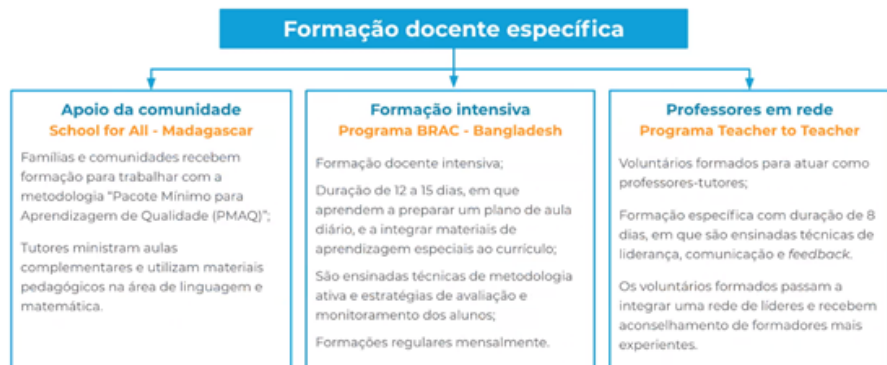 Formação docente específica
Apoio da comunidade
School for All - Madagascar
Famílias e comunidades recebem
formação para trabalhar com a
metodologia “Pacote Mínimo para
Aprendizagem de Qualidade (PMAQ)”;
Tutores ministram aulas
complementares e utilizam materiais
pedagógicos na área de linguagem e
matemática.
Formação intensiva
Programa BRAC - Bangladesh
Formação docente intensiva;
Duração de 12 a 15 dias, em que
aprendem a preparar um plano de aula
diário, e a integrar materiais de
aprendizagem especiais ao currículo;
São ensinadas técnicas de metodologia
ativa e estratégias de avaliação e
monitoramento dos alunos;
Formações regulares mensalmente.
Professores em rede
Programa Teacher to Teacher
Voluntários formados para atuar como
professores-tutores;
Formação específica com duração de 8
dias, em que são ensinadas técnicas de
liderança, comunicação e feedback.
Os voluntários formados passam a
integrar uma rede de líderes e recebem
aconselhamento de formadores mais
experientes.